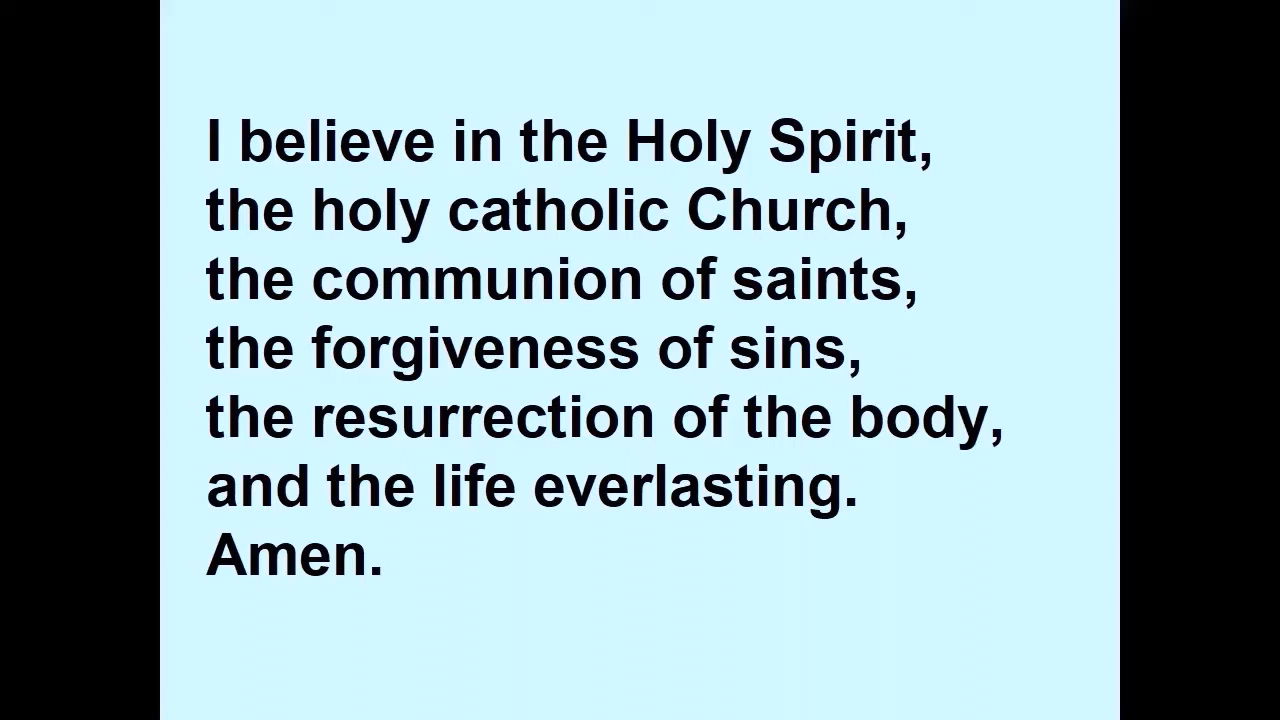 I believe in the Holy Spirit,
the holy catholic Church,
the communion of saints,
the forgiveness of sins,
the resurrection of the body,
and the life everlasting.
Amen.